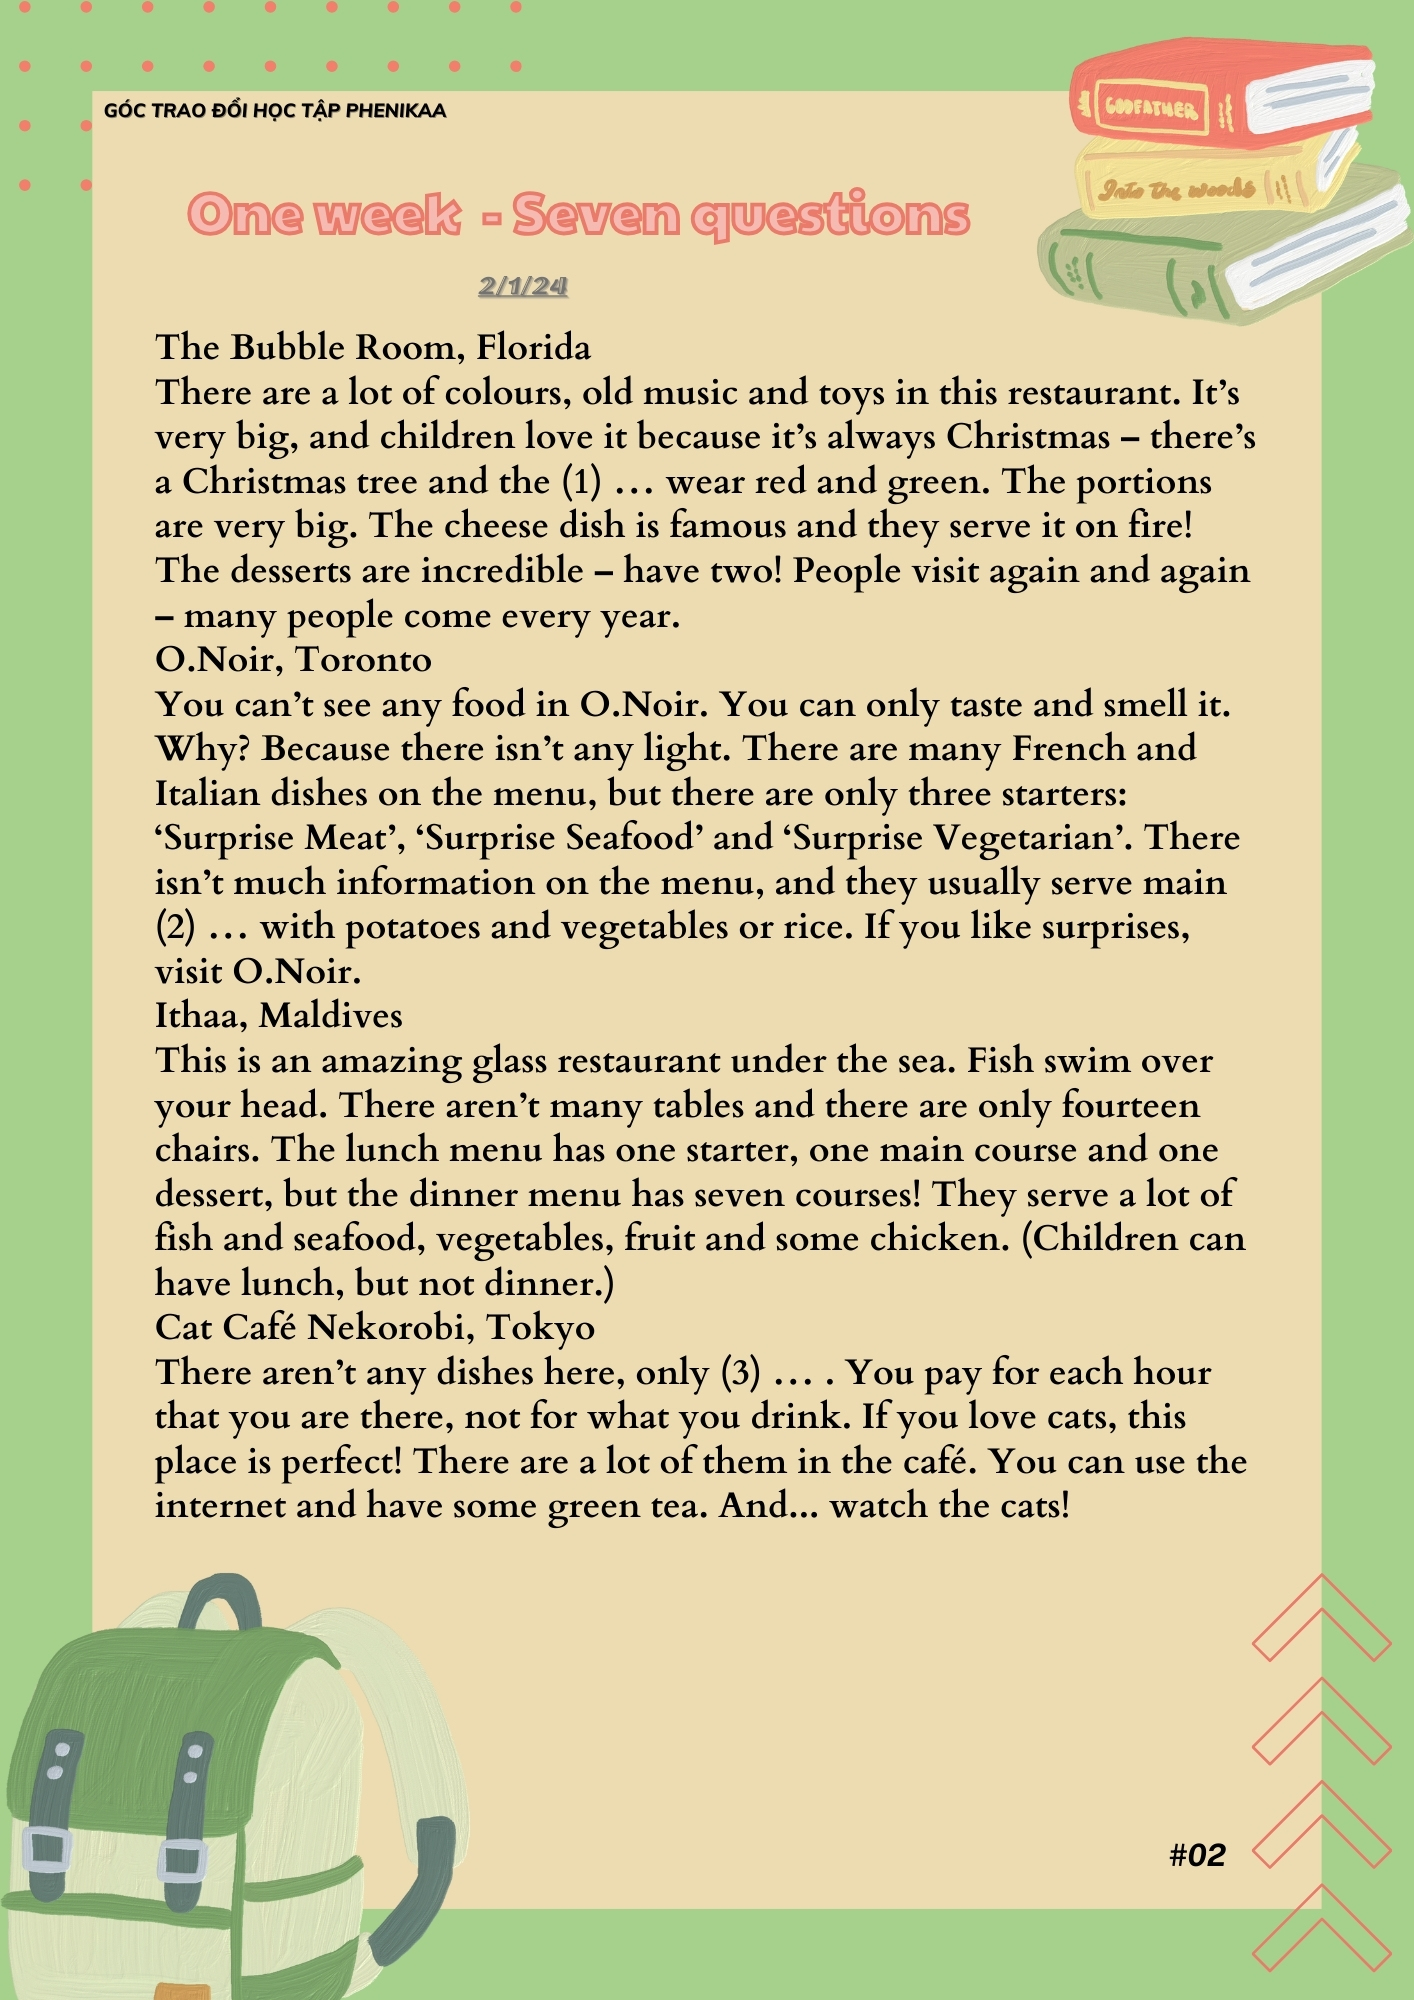 GÓC TRAO ĐỔI HỌC TẬP PHENIKAA
GODFATHER
Into the woods
One week - Seven questions
2/1/24
The Bubble Room, Florida
There are a lot of colours, old music and toys in this restaurant. It’s
very big, and children love it because it’s always Christmas – there’s
a Christmas tree and the (1) … wear red and green. The portions
are very big. The cheese dish is famous and they serve it on fire!
The desserts are incredible – have two! People visit again and again
– many people come every year.
O.Noir, Toronto
You can’t see any food in O.Noir. You can only taste and smell it.
Why? Because there isn’t any light. There are many French and
Italian dishes on the menu, but there are only three starters:
‘Surprise Meat’, ‘Surprise Seafood’ and ‘Surprise Vegetarian’. There
isn’t much information on the menu, and they usually serve main
(2) … with potatoes and vegetables or rice. If you like surprises,
visit O.Noir.
Ithaa, Maldives
This is an amazing glass restaurant under the sea. Fish swim over
your head. There aren’t many tables and there are only fourteen
chairs. The lunch menu has one starter, one main course and one
dessert, but the dinner menu has seven courses! They serve a lot of
fish and seafood, vegetables, fruit and some chicken. (Children can
have lunch, but not dinner.)
Cat Café Nekorobi, Tokyo
There aren’t any dishes here, only (3) … . You pay for each hour
that you are there, not for what you drink. If you love cats, this
place is perfect! There are a lot of them in the café. You can use the
internet and have some green tea. And... watch the cats!
#02